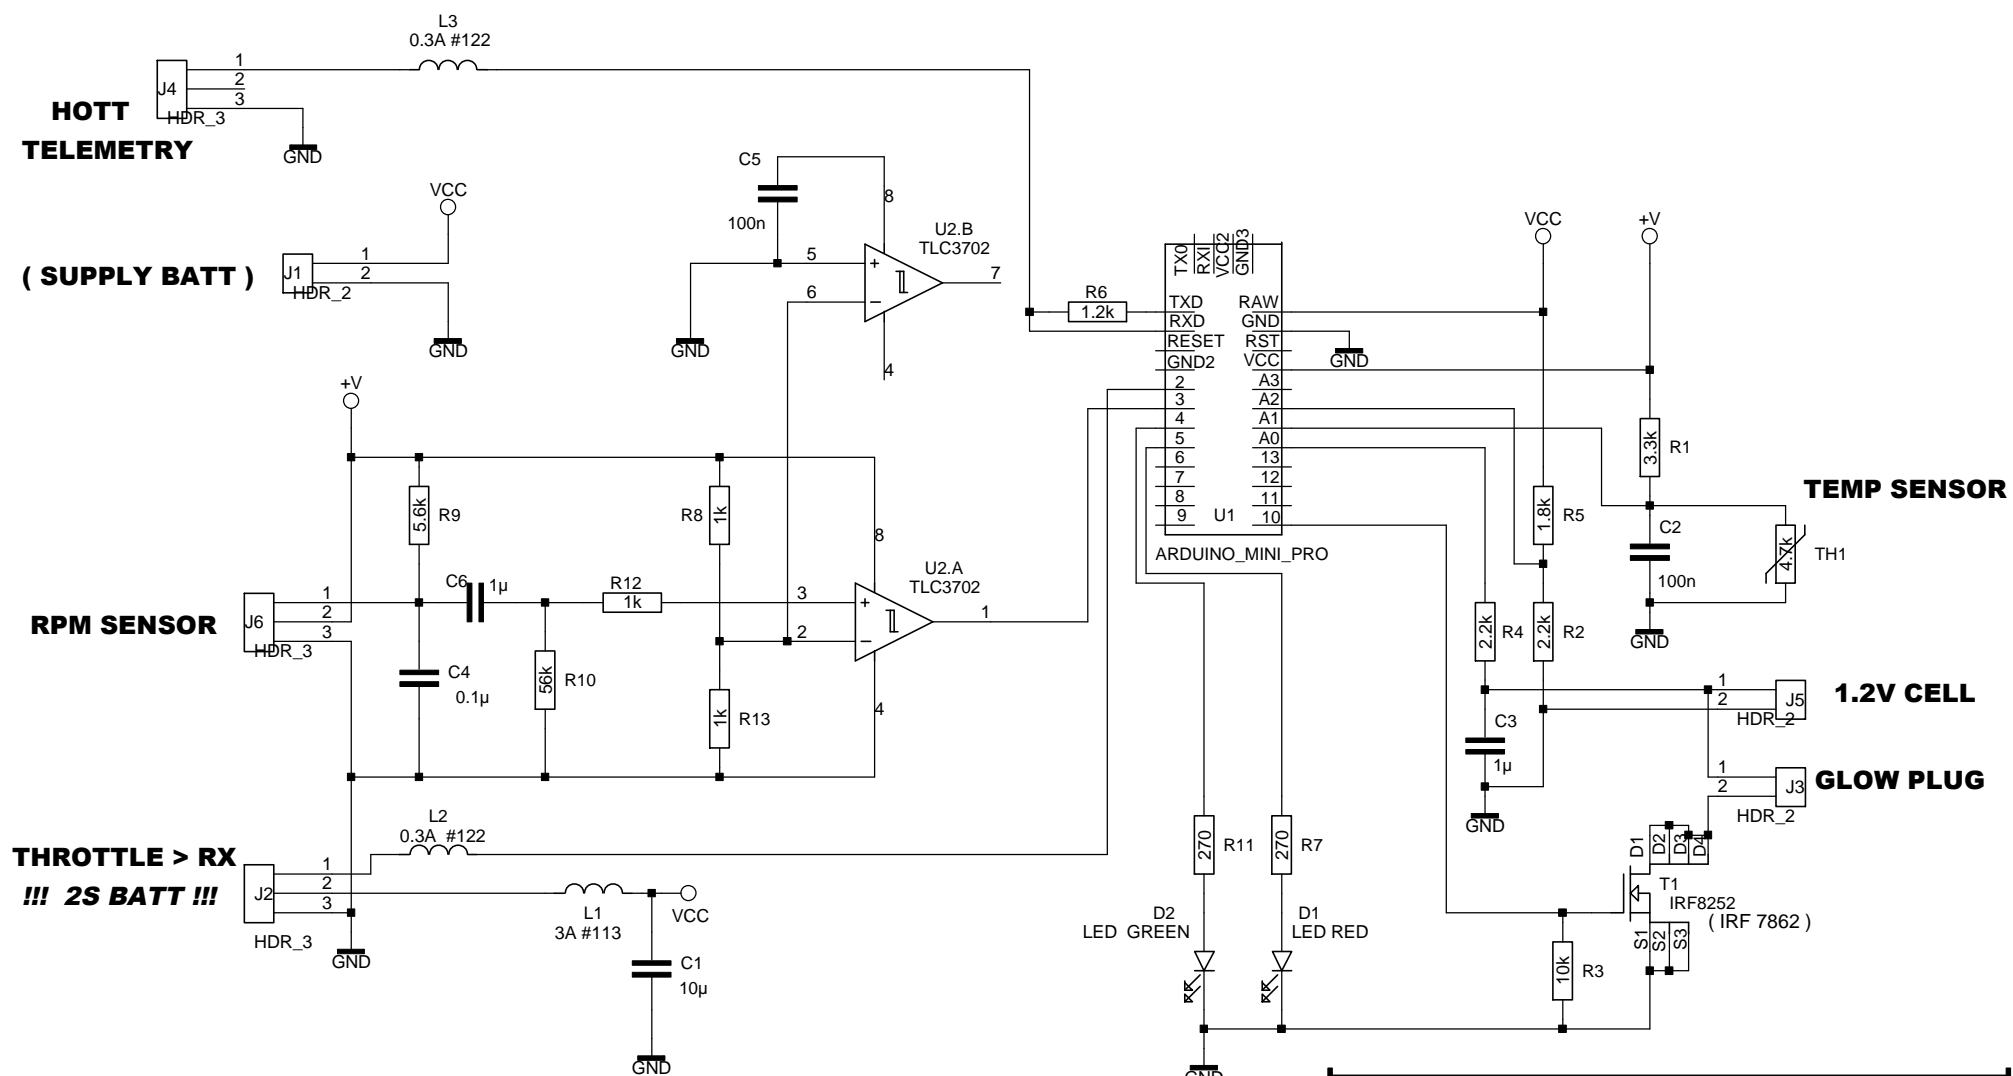 L3
0.3A #122
1
2
3
J4
HDR_3
HOTT
TELEMETRY
GND
VCC
( SUPPLY BATT )
J1
1
2
HDR_2
GND
C5
100n
8
U2.B
TLC3702
5
6
7
4
+
−
GND
+V
R9
5.6k
R8
1k
8
U2.A
TLC3702
RPM SENSOR
J6
1
2
3
HDR_3
C6
1µ
R12
1k
3
2
1
+
−
4
C4
0.1µ
R10
56k
R13
1k
L2
0.3A #122
THROTTLE > RX
!!! 2S BATT !!!
J2
1
2
3
HDR_3
GND
L1
3A #113
VCC
C1
10µ
GND
TX0
RXI
VCC2
GND3
R6
1.2k
TXD
RXD
RESET
GND2
2
3
4
5
6
7
8
9
RAW
GND
RST
VCC
A3
A2
A1
A0
13
12
11
10
U1
ARDUINO_MINI_PRO
GND
VCC
+V
R1
3.3k
R5
1.8k
TEMP SENSOR
C2
100n
TH1
4.7k
GND
R4
2.2k
R2
2.2k
1
2
J5
HDR_2
1.2V CELL
C3
1µ
GND
1
2
J3
HDR_2
GLOW PLUG
R11
270
R7
270
D2
LED GREEN
D1
LED RED
D1
D2
D3
D4
T1
IRF8252
( IRF 7862 )
S1
S2
S3
R3
10k
GND